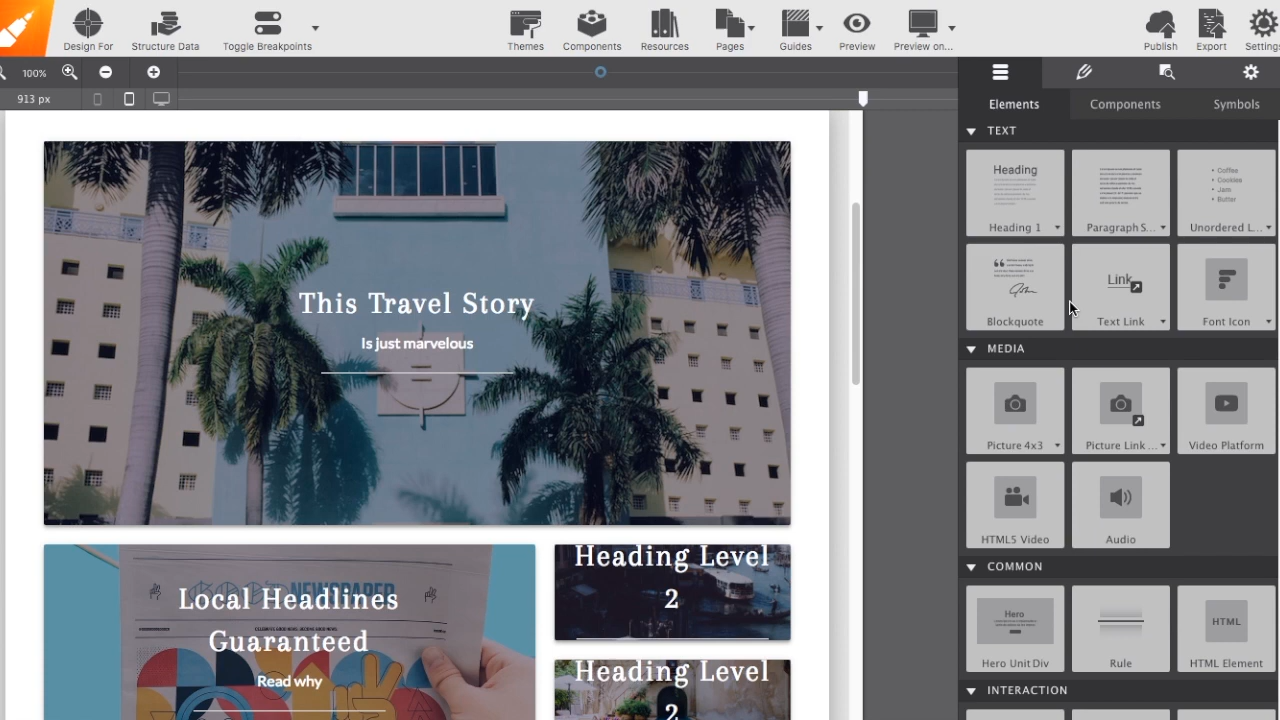 Design For
Structure Data
Toggle Breakpoints
Themes
Components
Resources
Pages
Guides
Preview
Preview on...
Publish
Export
Settings
100%
913 px
Elements
Components
Symbols
TEXT
Heading
Coffee
Cookies
Jam
Butter
Heading 1
Paragraph S...
Unordered L...
Link
Blockquote
Text Link
Font Icon
MEDIA
Picture 4x3
Picture Link ...
Video Platform
HTML5 Video
Audio
COMMON
Hero
HTML
Hero Unit Div
Rule
HTML Element
INTERACTION
This Travel Story
Is just marvelous
GOOD NEWSPAPER
Local Headlines
Guaranteed
Read why
Heading Level
2
Heading Level
2